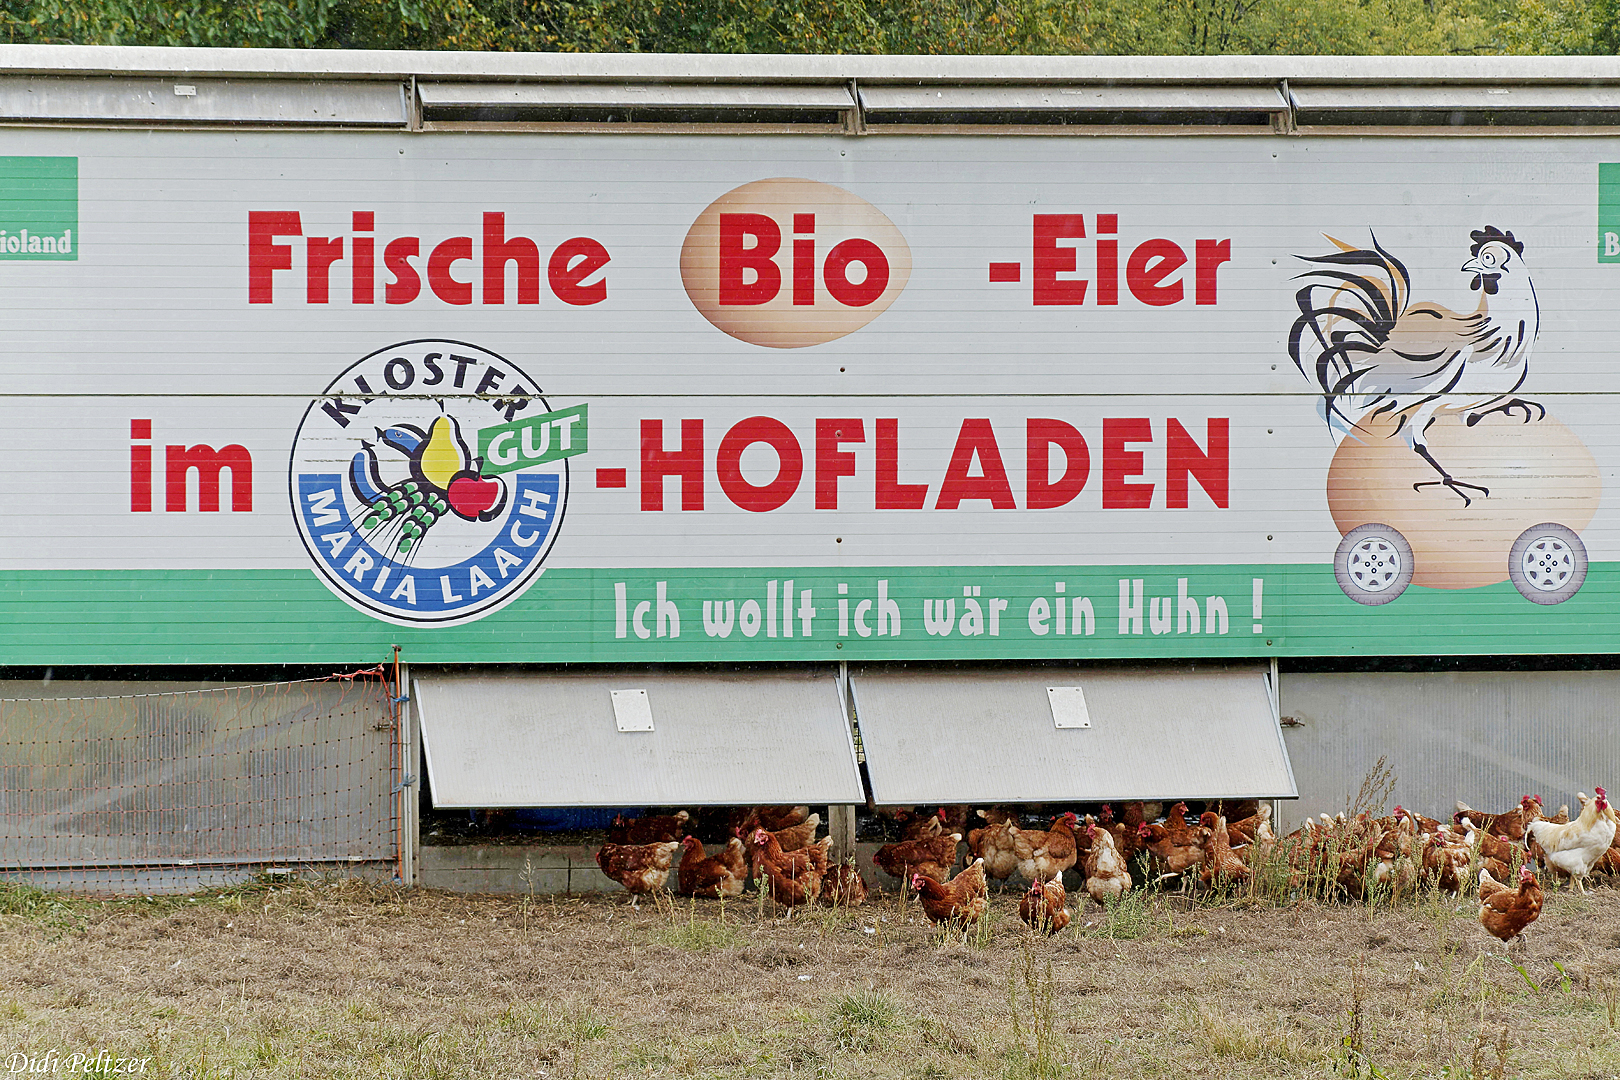 Frische Bio -Eier
ioland
B
im KLOSTER GUT MARIA LAACH -HOFLADEN
Ich wollt ich wär ein Huhn !
Didi Peltzer